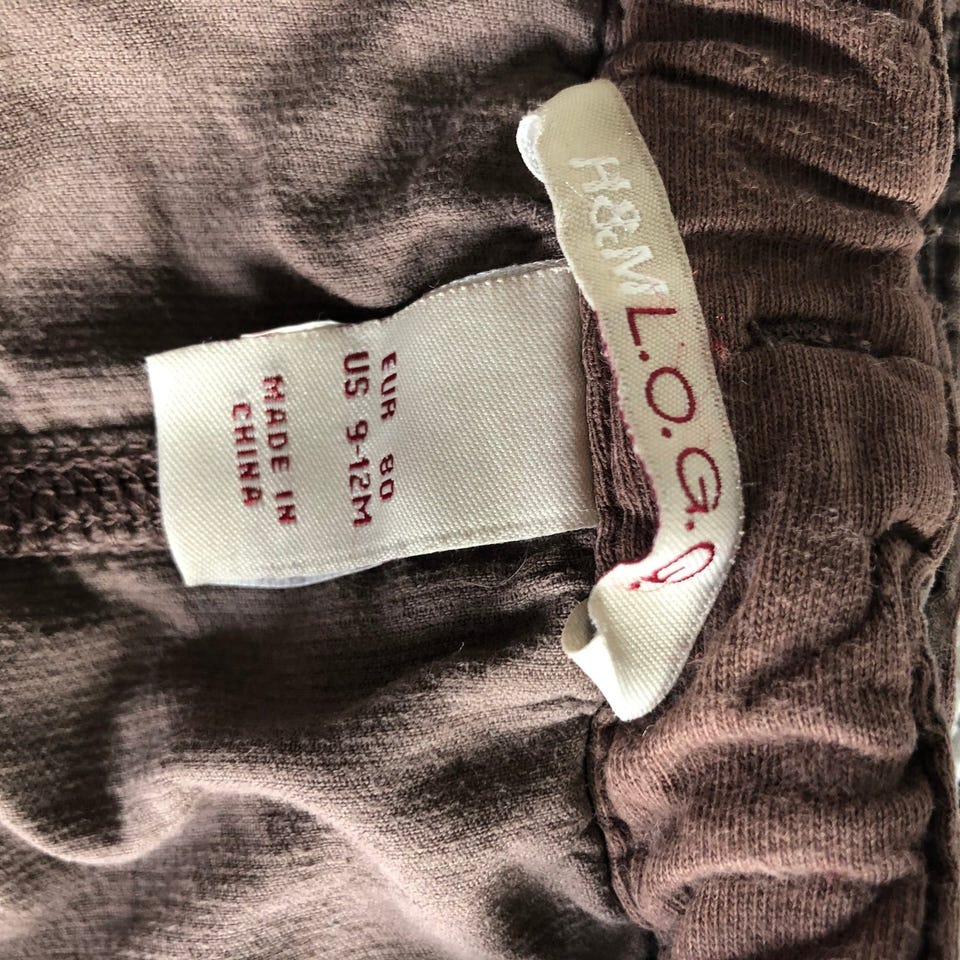 H&M L.O.G.
EUR 80
US 9-12M
MADE IN
CHINA